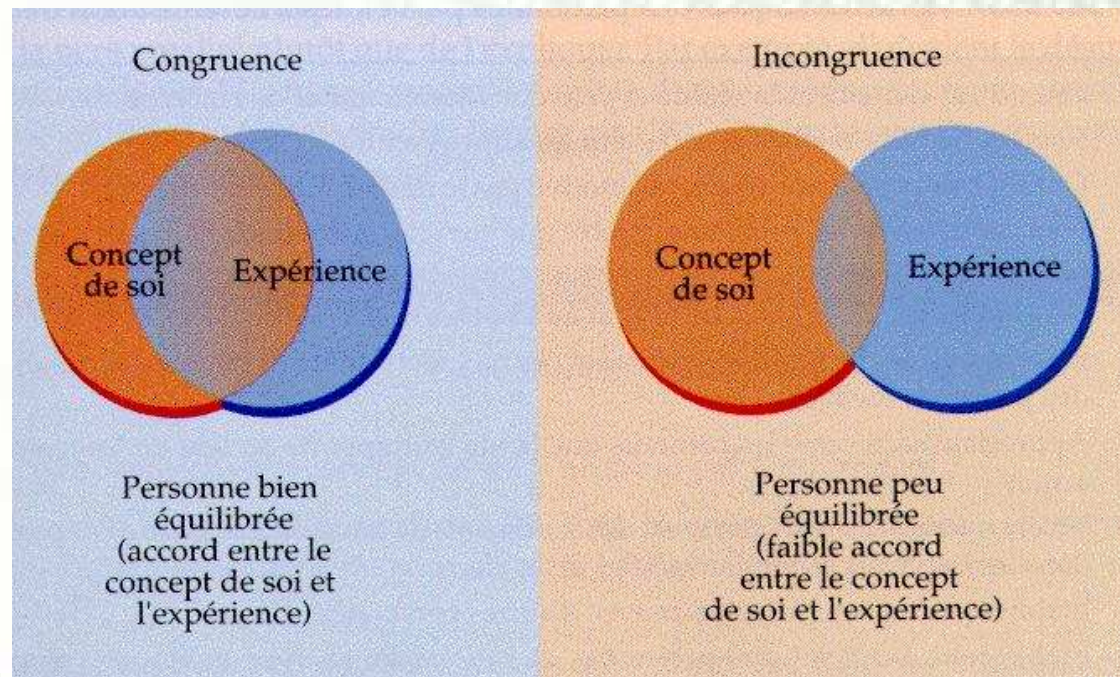 Congruence
Concept
de soi
Expérience
Personne bien
équilibrée
(accord entre le
concept de soi et
l'expérience)
Incongruence
Concept
de soi
Expérience
Personne peu
équilibrée
(faible accord
entre le concept
de soi et l'expérience)